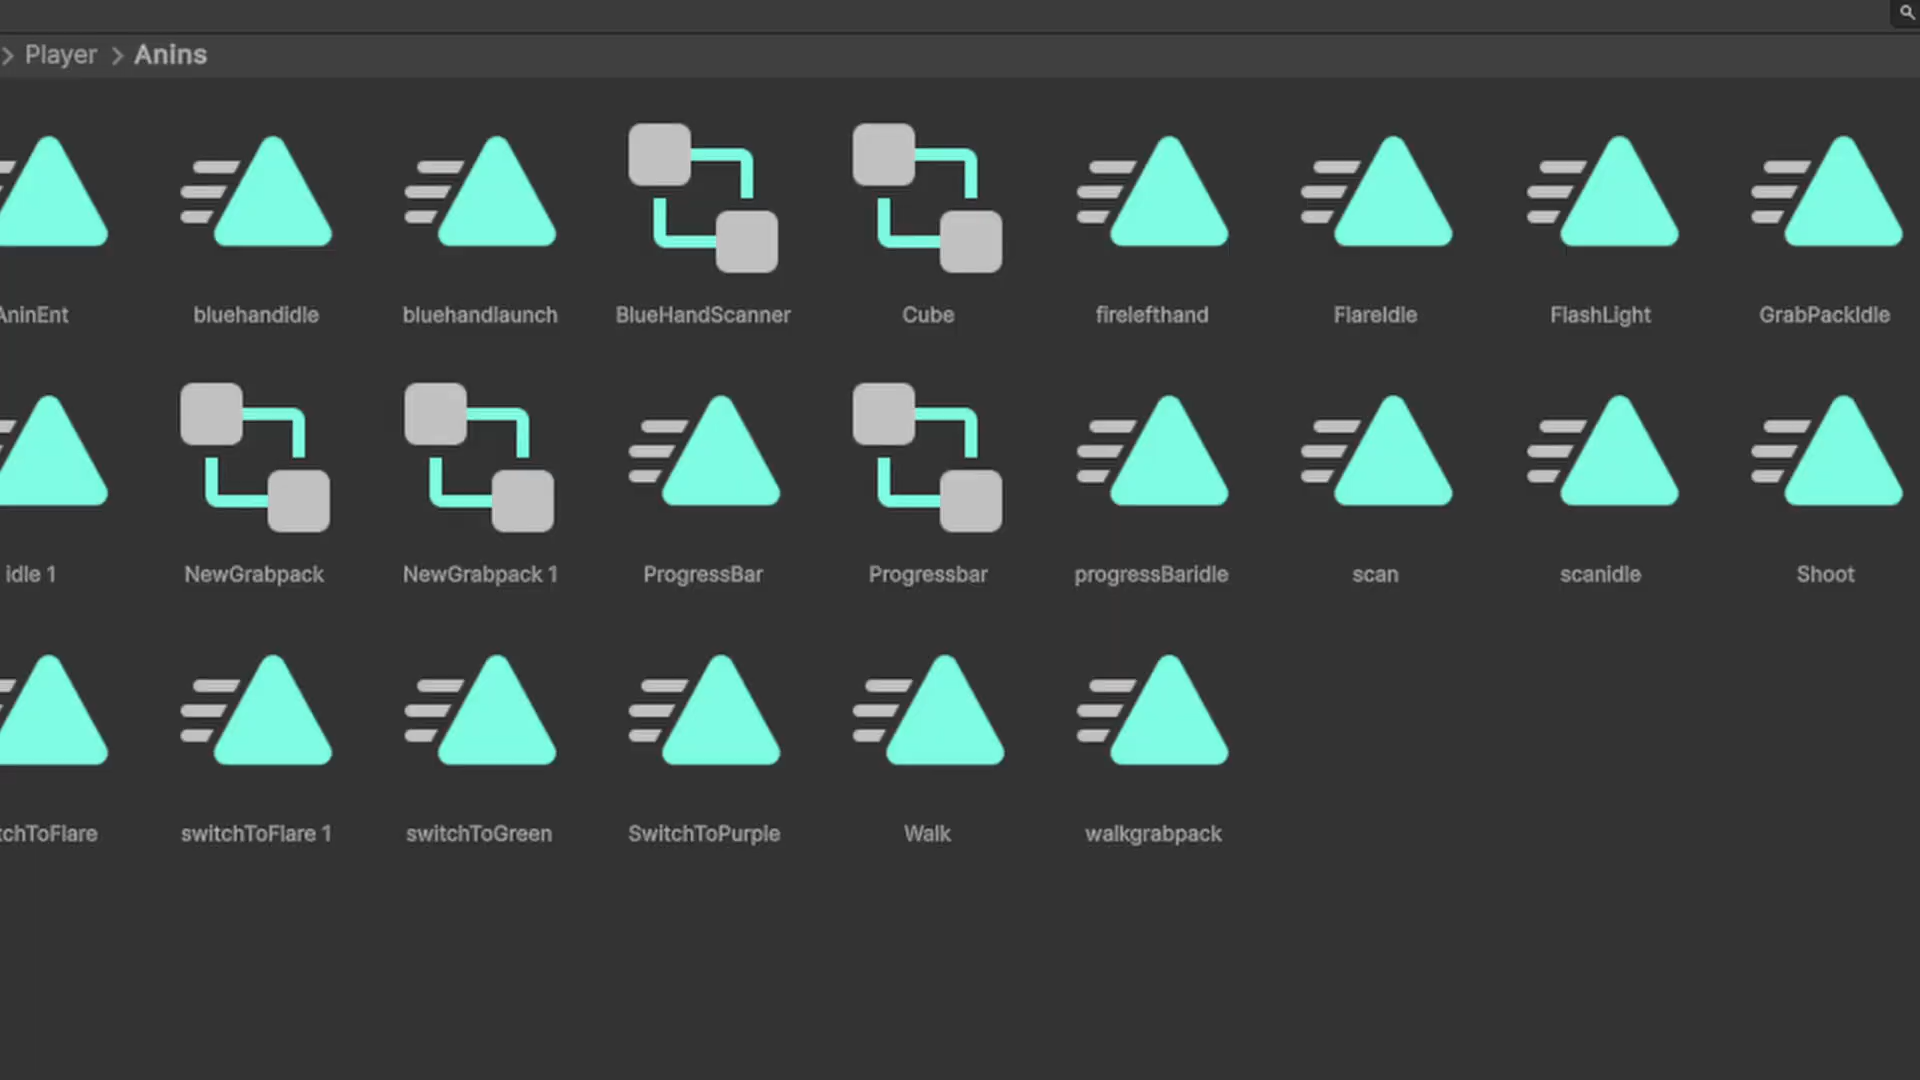 > Player > Anins
AninEnt bluehandidle bluehandlaunch BlueHandScanner Cube firelefthand FlareIdle FlashLight GrabPackIdle
idle 1 NewGrabpack NewGrabpack 1 ProgressBar Progressbar progressBaridle scan scanidle Shoot
tchToFlare switchToFlare 1 switchToGreen SwitchToPurple Walk walkgrabpack